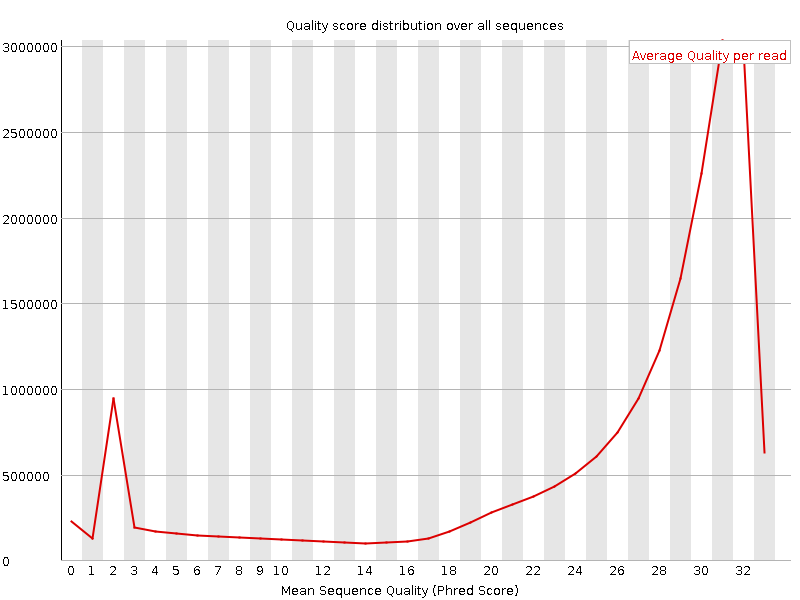 Quality score distribution over all sequences
3000000
Average Quality per read
2500000
2000000
1500000
1000000
500000
0
0 1 2 3 4 5 6 7 8 9 10 12 14 16 18 20 22 24 26 28 30 32
Mean Sequence Quality (Phred Score)